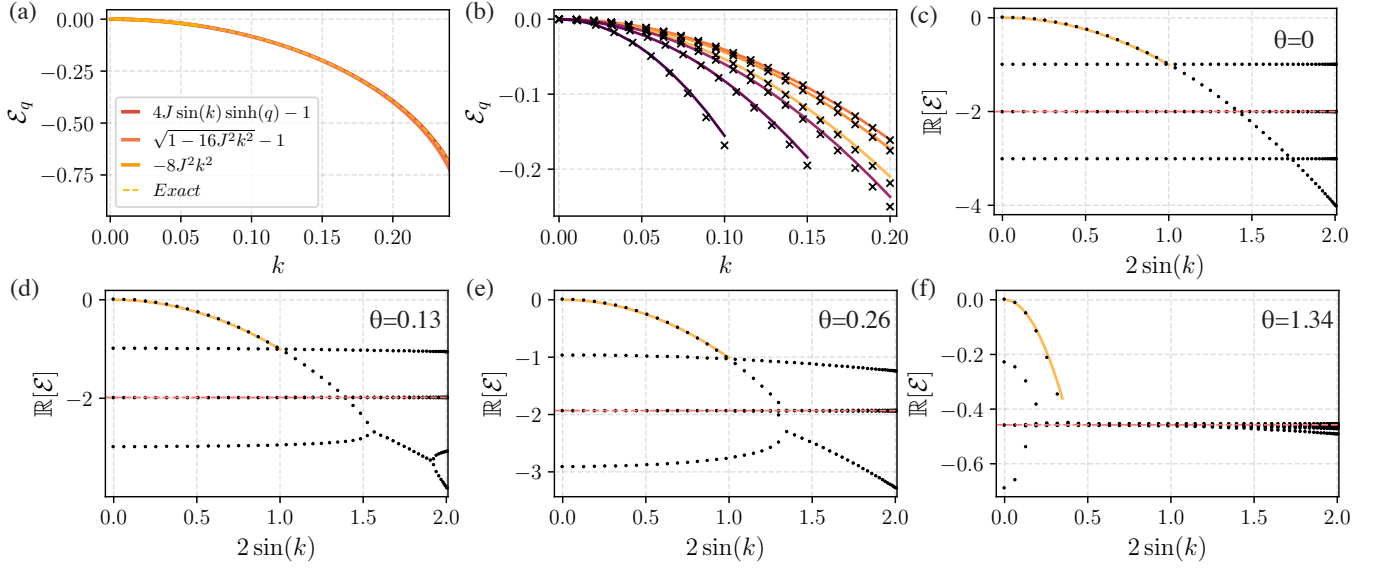 (a)
0.00
−0.25
−0.50
−0.75
ℰ_q
4J sin(k) sinh(q) − 1
√(1 − 16J²k²) − 1
−8J²k²
Exact
0.00 0.05 0.10 0.15 0.20
k
(b)
0.0
−0.1
−0.2
ℰ_q
0.00 0.05 0.10 0.15 0.20
k
(c)
0
−2
−4
ℝ[ℰ]
θ=0
0.0 0.5 1.0 1.5 2.0
2 sin(k)
(d)
0
−2
ℝ[ℰ]
θ=0.13
0.0 0.5 1.0 1.5 2.0
2 sin(k)
(e)
0
−1
−2
−3
ℝ[ℰ]
θ=0.26
0.0 0.5 1.0 1.5 2.0
2 sin(k)
(f)
0.0
−0.2
−0.4
−0.6
ℝ[ℰ]
θ=1.34
0.0 0.5 1.0 1.5 2.0
2 sin(k)